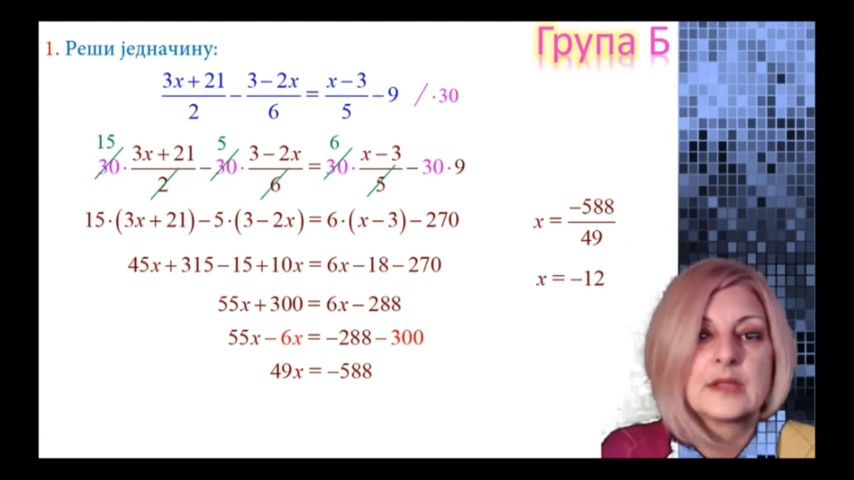 Група Б
1. Реши једначину:
(3x + 21)/2 − (3 − 2x)/6 = (x − 3)/5 − 9 / ·30
15 5 6
30 · (3x + 21)/2 − 30 · (3 − 2x)/6 = 30 · (x − 3)/5 − 30 · 9
15·(3x + 21) − 5·(3 − 2x) = 6·(x − 3) − 270
45x + 315 − 15 + 10x = 6x − 18 − 270
55x + 300 = 6x − 288
55x − 6x = −288 − 300
49x = −588
x = −588/49
x = −12